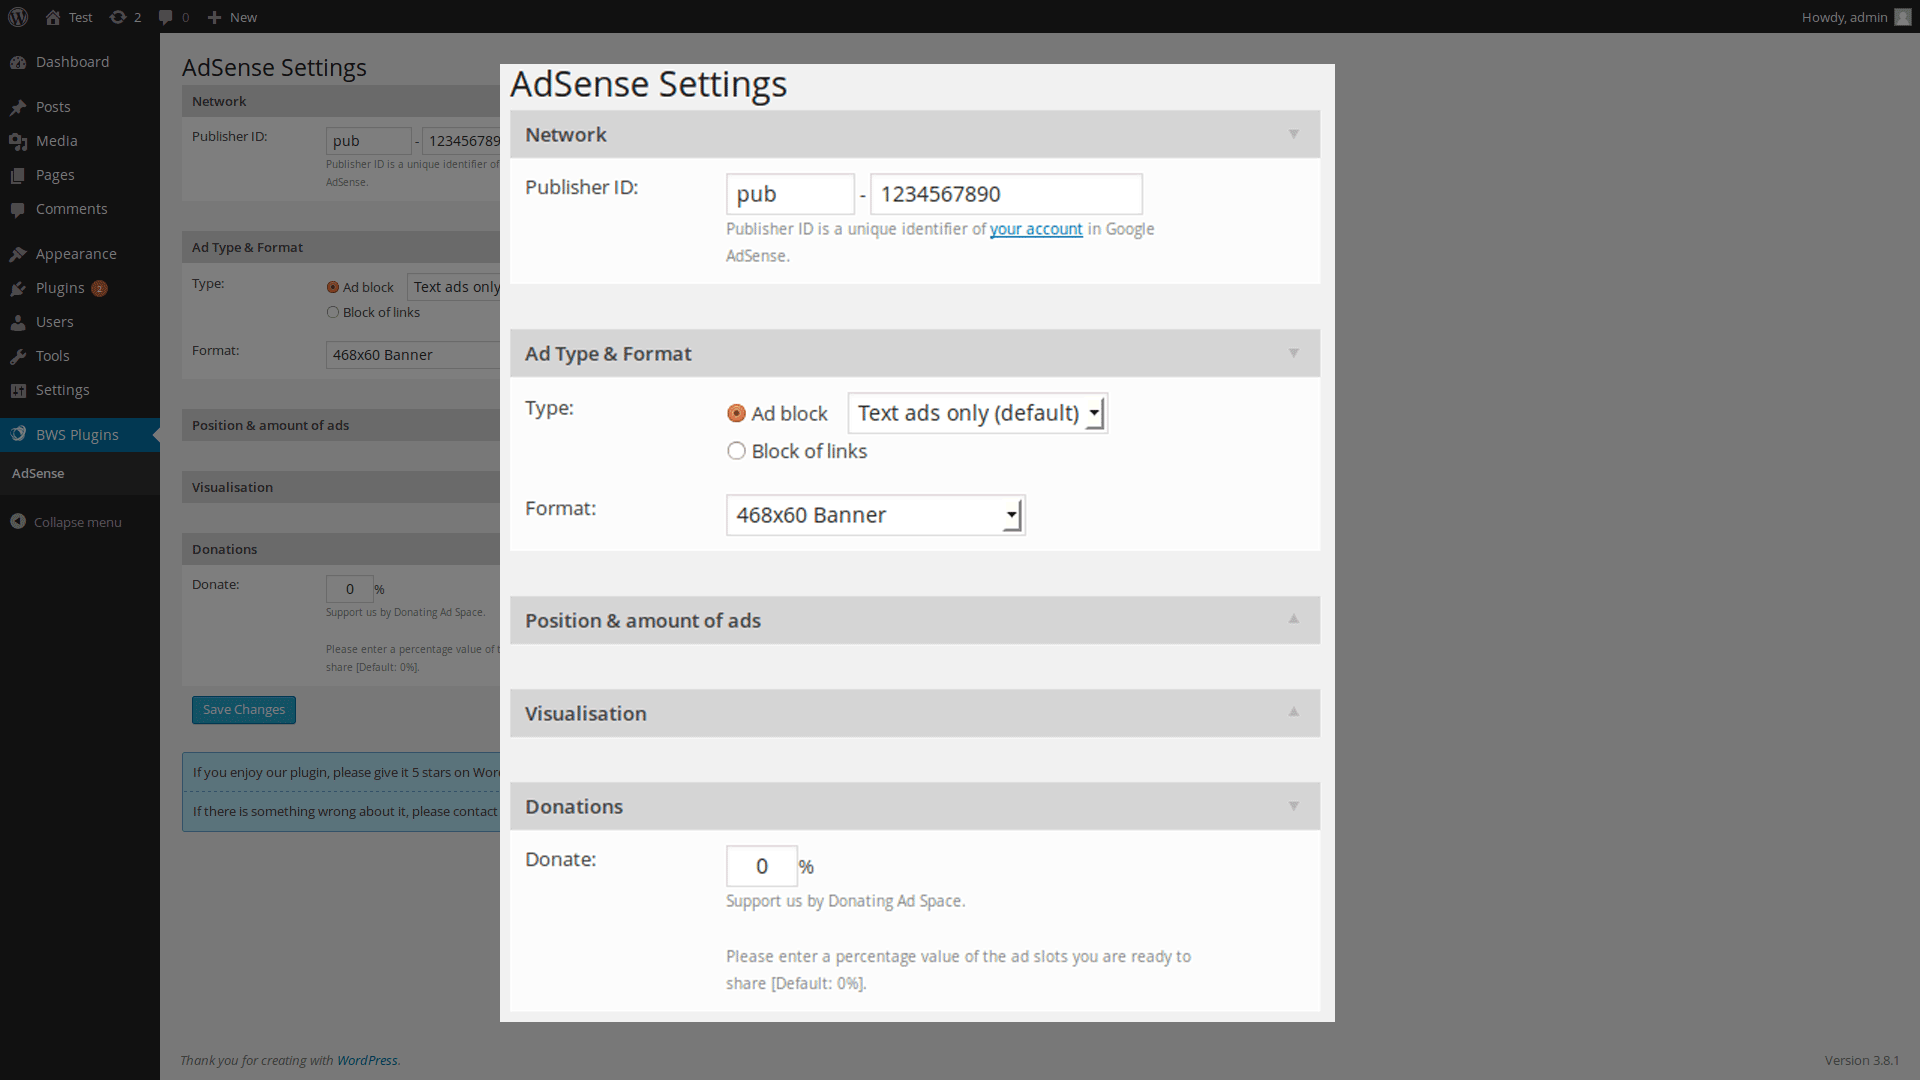 Test 2 0 New Howdy, admin
Dashboard
Posts
Media
Pages
Comments
Appearance
Plugins 2
Users
Tools
Settings
BWS Plugins
AdSense
Collapse menu
AdSense Settings
Network
Publisher ID: pub - 123456789
Publisher ID is a unique identifier of
AdSense.
Ad Type & Format
Type: Ad block Text ads only
Block of links
Format: 468x60 Banner
Position & amount of ads
Visualisation
Donations
Donate: 0 %
Support us by Donating Ad Space.
Please enter a percentage value of t
share [Default: 0%].
Save Changes
If you enjoy our plugin, please give it 5 stars on Wor
If there is something wrong about it, please contact
AdSense Settings
Network
Publisher ID: pub - 1234567890
Publisher ID is a unique identifier of your account in Google
AdSense.
Ad Type & Format
Type: Ad block Text ads only (default)
Block of links
Format: 468x60 Banner
Position & amount of ads
Visualisation
Donations
Donate: 0 %
Support us by Donating Ad Space.
Please enter a percentage value of the ad slots you are ready to
share [Default: 0%].
Thank you for creating with WordPress. Version 3.8.1